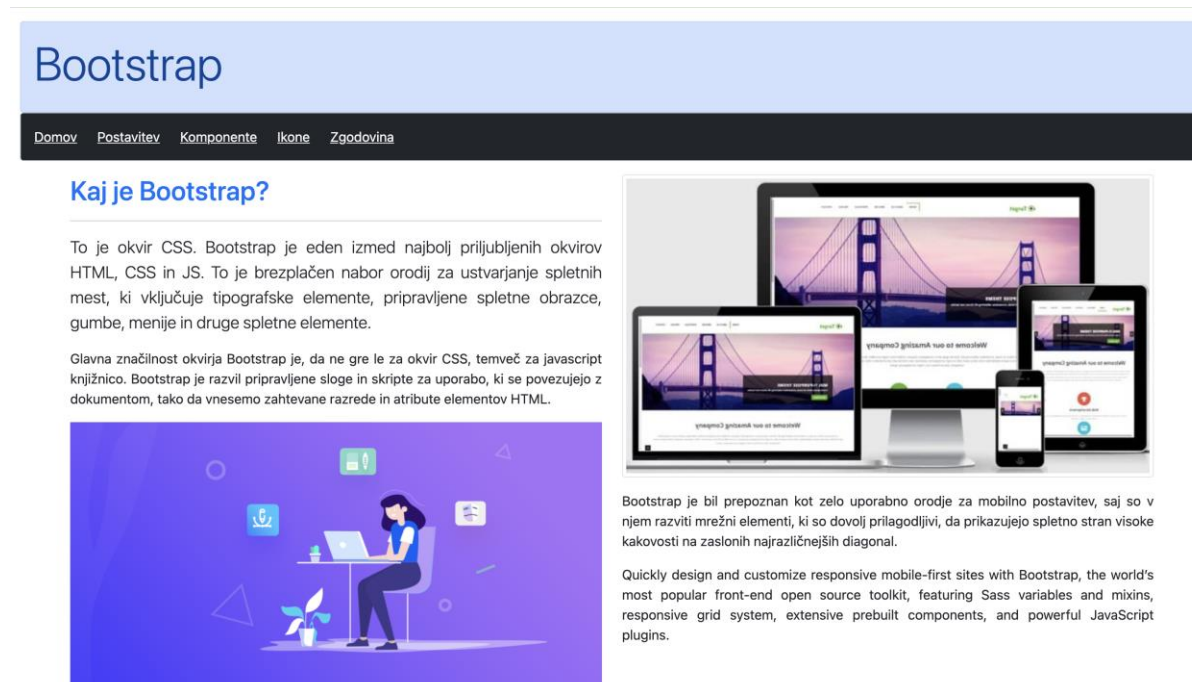 Bootstrap
Domov Postavitev Komponente Ikone Zgodovina
Kaj je Bootstrap?
To je okvir CSS. Bootstrap je eden izmed najbolj priljubljenih okvirov
HTML, CSS in JS. To je brezplačen nabor orodij za ustvarjanje spletnih
mest, ki vključuje tipografske elemente, pripravljene spletne obrazce,
gumbe, menije in druge spletne elemente.
Glavna značilnost okvirja Bootstrap je, da ne gre le za okvir CSS, temveč za javascript
knjižnico. Bootstrap je razvil pripravljene sloge in skripte za uporabo, ki se povezujejo z
dokumentom, tako da vnesemo zahtevane razrede in atribute elementov HTML.
Target
Welcome to our Amazing Company
Target
Welcome to our Amazing Company
Welcome to our Amazing Company
Bootstrap je bil prepoznan kot zelo uporabno orodje za mobilno postavitev, saj so v
njem razviti mrežni elementi, ki so dovolj prilagodljivi, da prikazujejo spletno stran visoke
kakovosti na zaslonih najrazličnejših diagonal.
Quickly design and customize responsive mobile-first sites with Bootstrap, the world's
most popular front-end open source toolkit, featuring Sass variables and mixins,
responsive grid system, extensive prebuilt components, and powerful JavaScript
plugins.